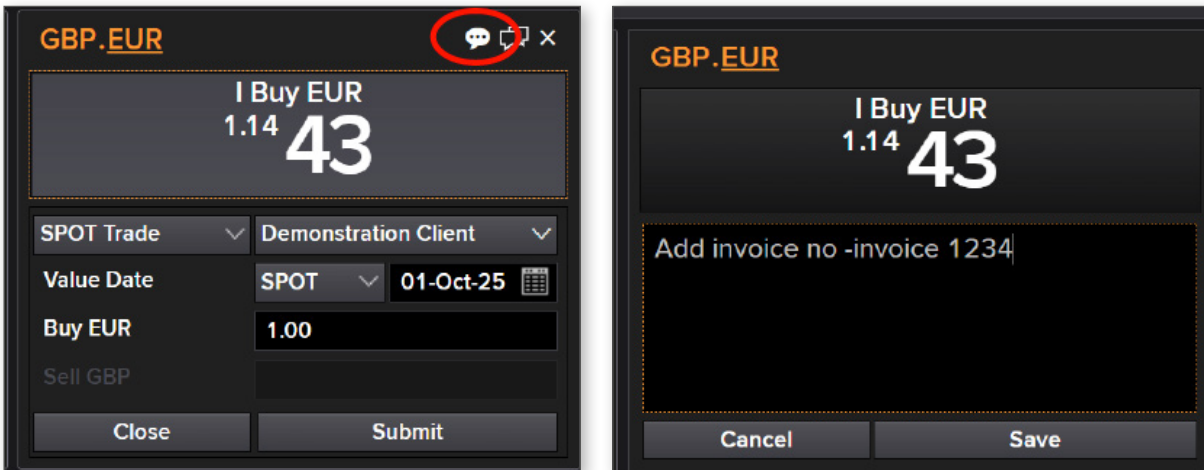 GBP.EUR
I Buy EUR
1.14 43
SPOT Trade Demonstration Client
Value Date SPOT 01-Oct-25
Buy EUR 1.00
Sell GBP
Close Submit
GBP.EUR
I Buy EUR
1.14 43
Add invoice no -invoice 1234
Cancel Save